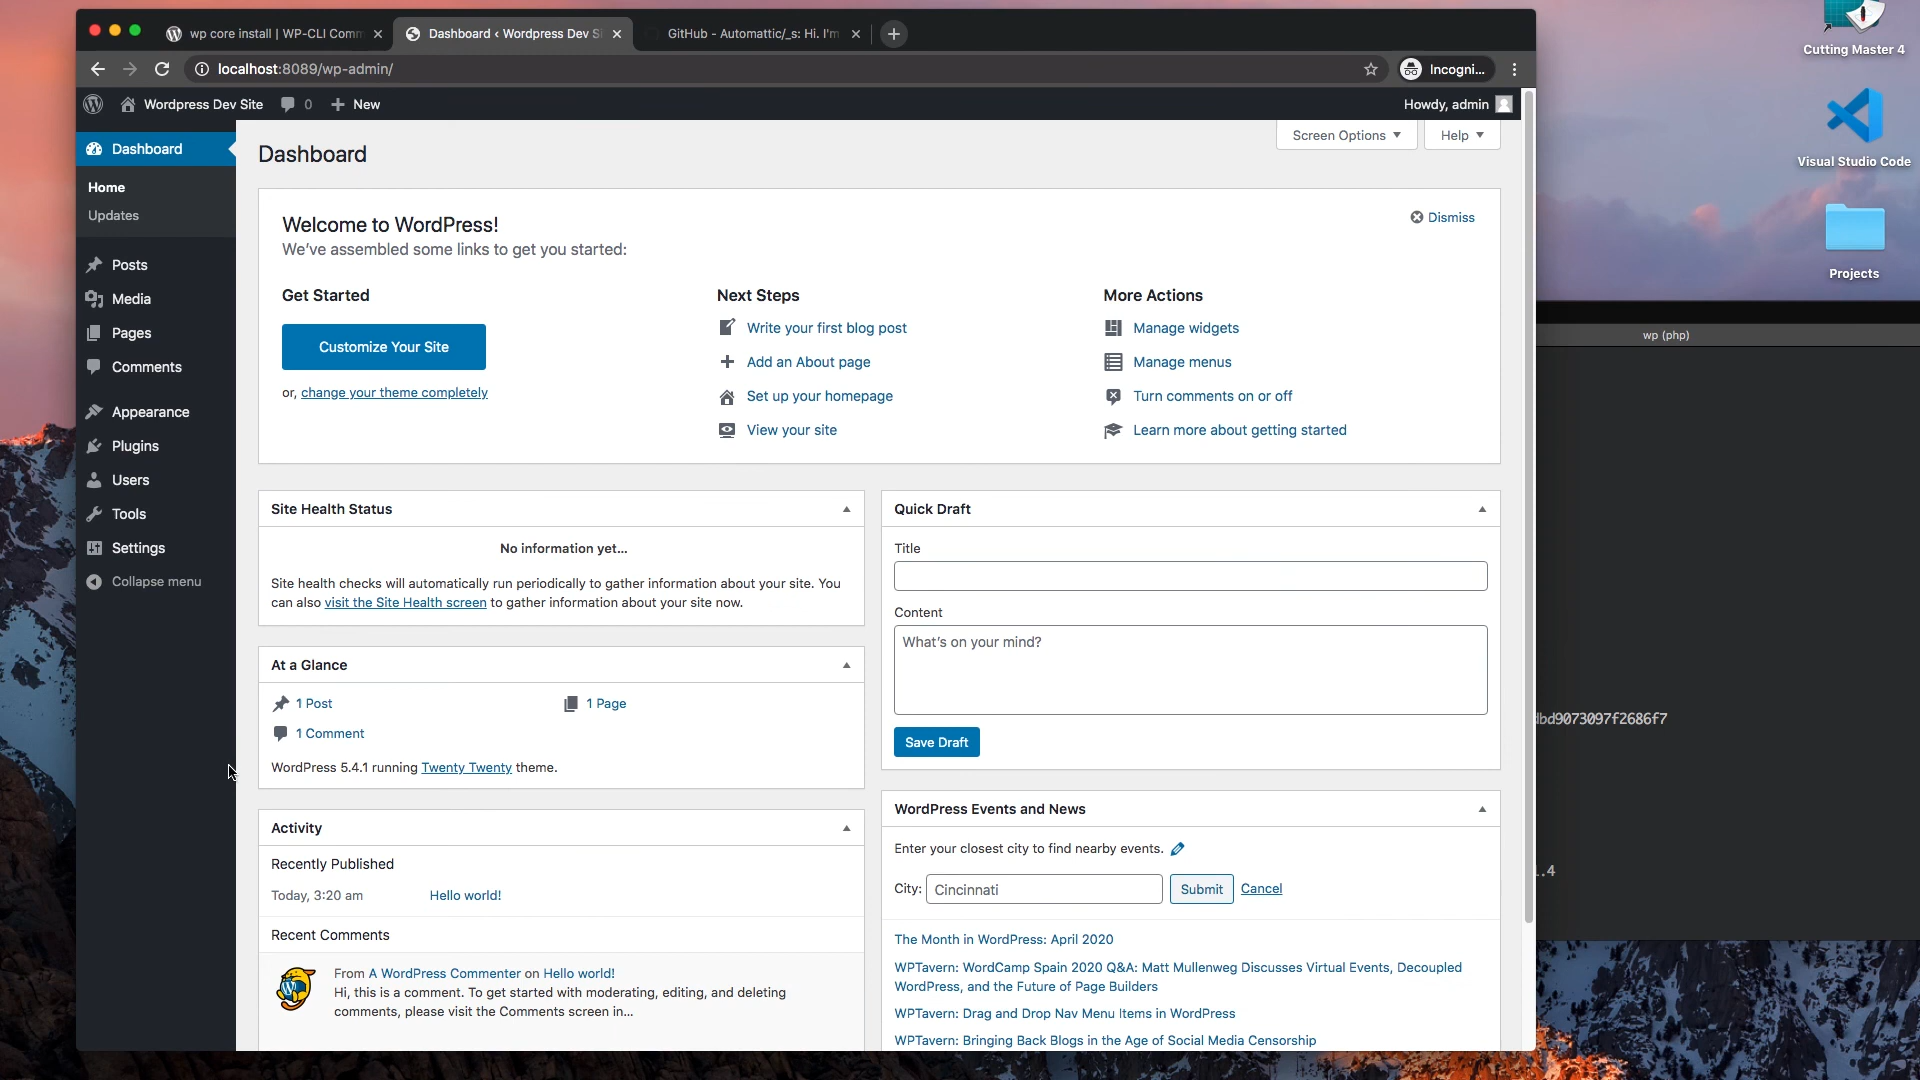 wp core install | WP-CLI Comm
Dashboard ‹ Wordpress Dev S
GitHub - Automattic/_s: Hi. I'm
localhost:8089/wp-admin/
Incogni...
Wordpress Dev Site
0
New
Howdy, admin
Cutting Master 4
Visual Studio Code
Projects
wp (php)
bd9073097f2686f7
.4
Dashboard
Home
Updates
Posts
Media
Pages
Comments
Appearance
Plugins
Users
Tools
Settings
Collapse menu
Screen Options
Help
Dashboard
Welcome to WordPress!
Dismiss
We've assembled some links to get you started:
Get Started
Customize Your Site
or, change your theme completely
Next Steps
Write your first blog post
Add an About page
Set up your homepage
View your site
More Actions
Manage widgets
Manage menus
Turn comments on or off
Learn more about getting started
Site Health Status
No information yet...
Site health checks will automatically run periodically to gather information about your site. You
can also visit the Site Health screen to gather information about your site now.
At a Glance
1 Post
1 Page
1 Comment
WordPress 5.4.1 running Twenty Twenty theme.
Activity
Recently Published
Today, 3:20 am
Hello world!
Recent Comments
From A WordPress Commenter on Hello world!
Hi, this is a comment. To get started with moderating, editing, and deleting
comments, please visit the Comments screen in...
Quick Draft
Title
Content
What's on your mind?
Save Draft
WordPress Events and News
Enter your closest city to find nearby events.
City:
Cincinnati
Submit
Cancel
The Month in WordPress: April 2020
WPTavern: WordCamp Spain 2020 Q&A: Matt Mullenweg Discusses Virtual Events, Decoupled
WordPress, and the Future of Page Builders
WPTavern: Drag and Drop Nav Menu Items in WordPress
WPTavern: Bringing Back Blogs in the Age of Social Media Censorship